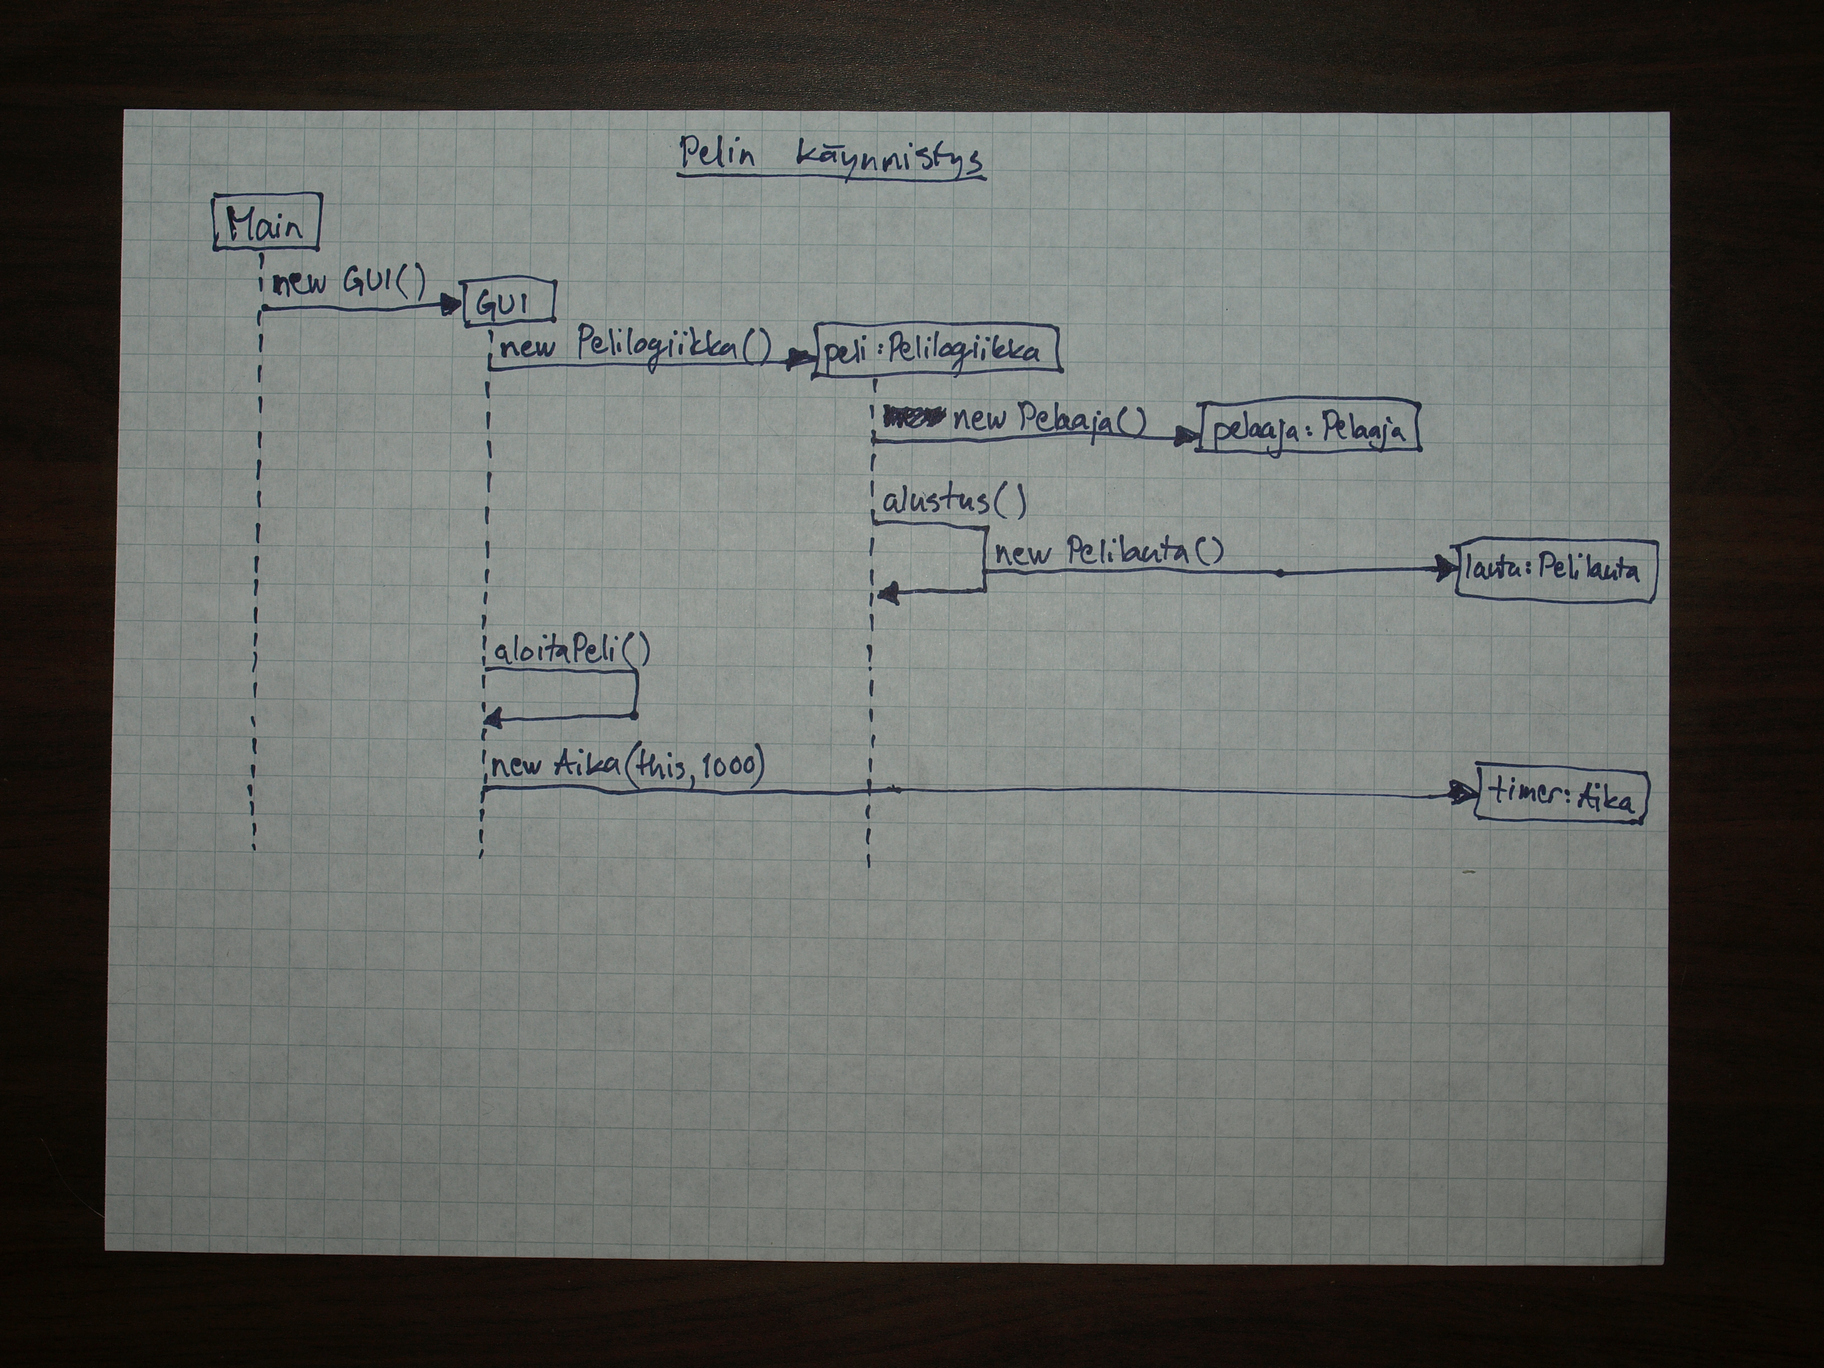 Pelin käynnistys
Main
new GUI()
GUI
new Pelilogiikka()
peli:Pelilogiikka
new Pelaaja()
pelaaja:Pelaaja
alustus()
new Pelilauta()
lauta:Pelilauta
aloitaPeli()
new Aika(this,1000)
timer:Aika